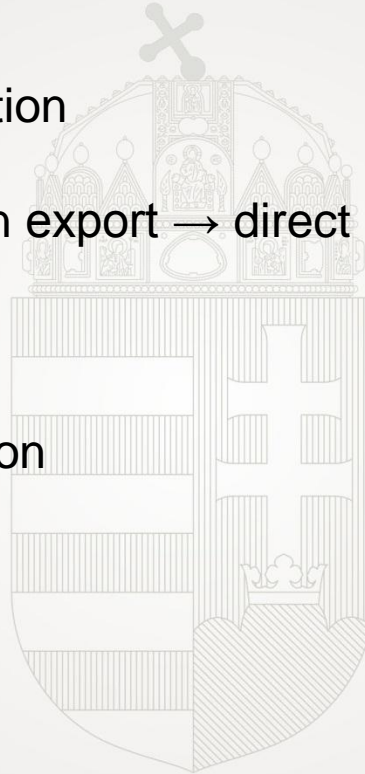 tion
n export → direct
on